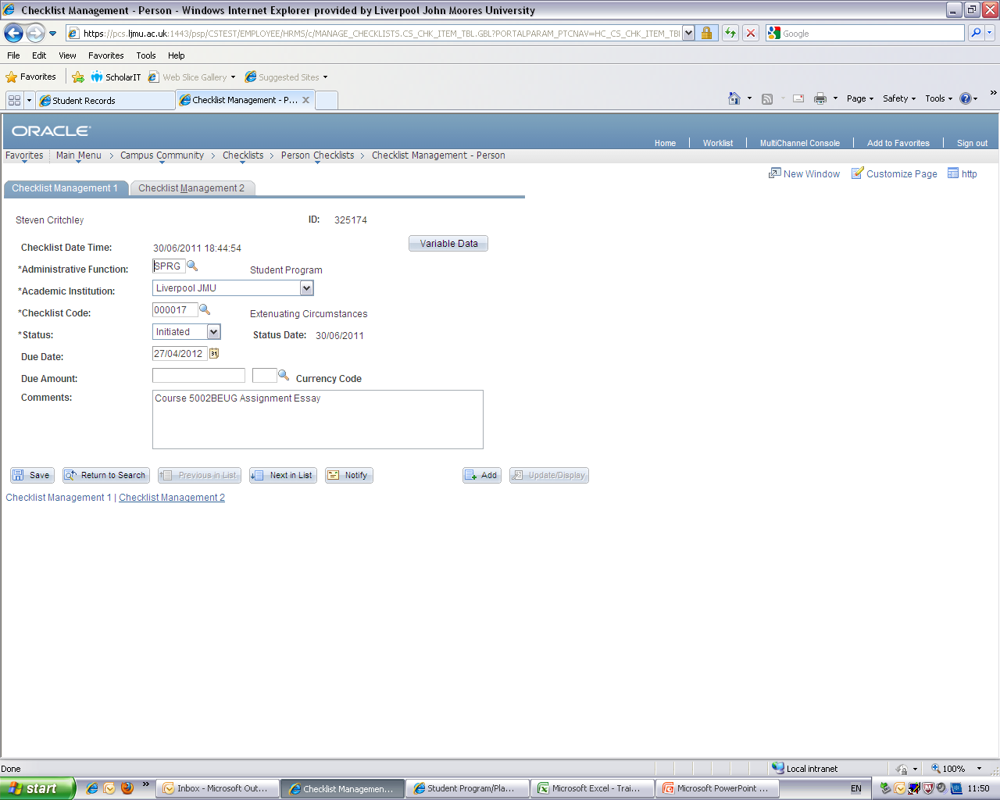 Checklist Management - Person - Windows Internet Explorer provided by Liverpool John Moores University
https://pcs.ljmu.ac.uk:1443/psp/CSTEST/EMPLOYEE/HRMS/c/MANAGE_CHECKLISTS.CS_CHK_ITEM_TBL.GBL?PORTALPARAM_PTCNAV=HC_CS_CHK_ITEM_TBL
Google
File Edit View Favorites Tools Help
Favorites ScholarIT Web Slice Gallery Suggested Sites
Student Records Checklist Management - P... X Page Safety Tools
ORACLE
Home Worklist MultiChannel Console Add to Favorites Sign out
Favorites Main Menu > Campus Community > Checklists > Person Checklists > Checklist Management - Person
New Window Customize Page http
Checklist Management 1 Checklist Management 2
Steven Critchley ID: 325174
Checklist Date Time: 30/06/2011 18:44:54 Variable Data
*Administrative Function: SPRG Student Program
*Academic Institution: Liverpool JMU
*Checklist Code: 000017 Extenuating Circumstances
*Status: Initiated Status Date: 30/06/2011
Due Date: 27/04/2012 31
Due Amount: Currency Code
Comments: Course 5002BEUG Assignment Essay
Save Return to Search Previous in List Next in List Notify Add Update/Display
Checklist Management 1 | Checklist Management 2
Done Local intranet 100%
start Inbox - Microsoft Out... Checklist Managemen... Student Program/Pla... Microsoft Excel - Trai... Microsoft PowerPoint ... EN 11:50